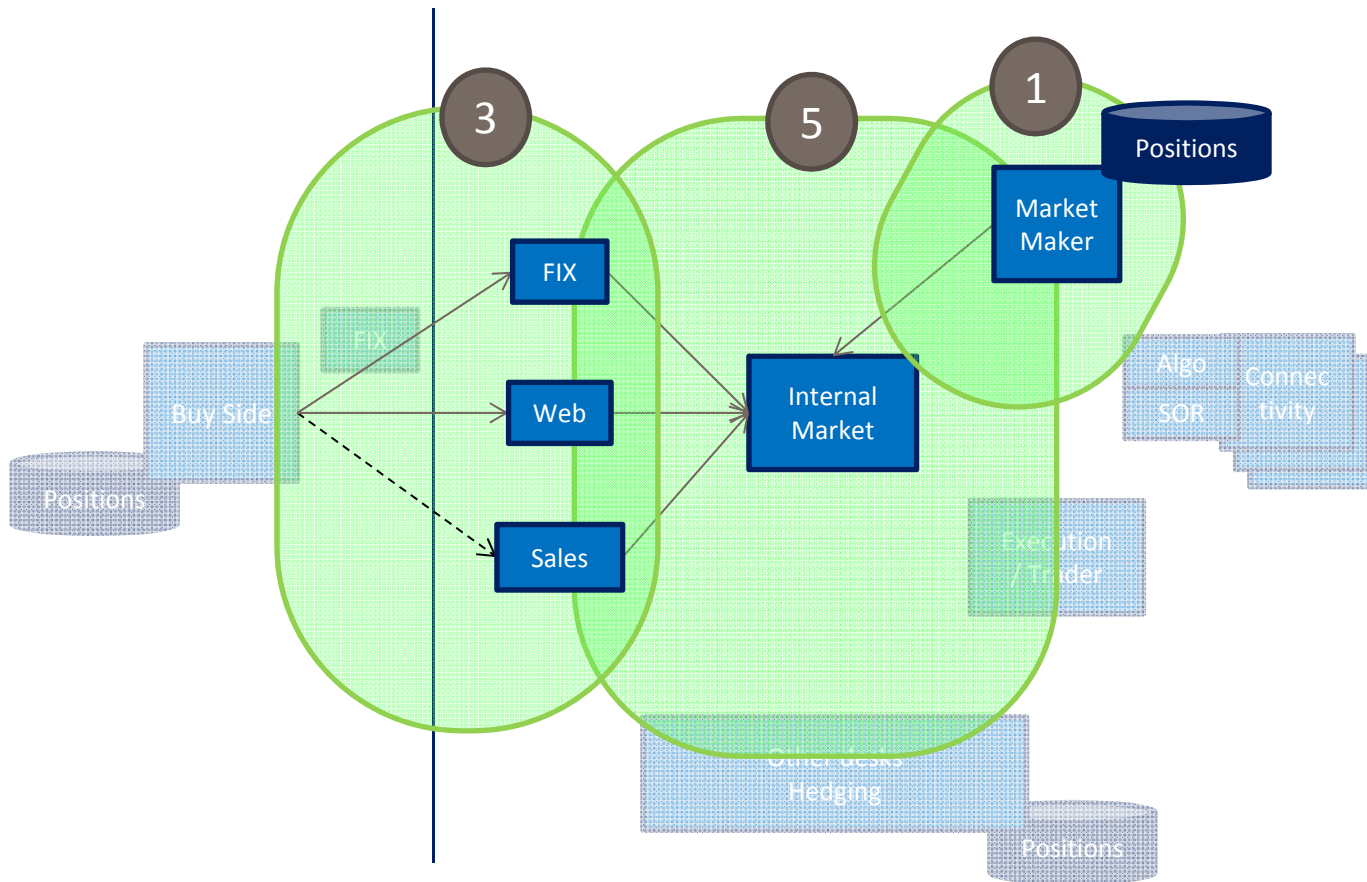 3
5
1
Positions
Market
Maker
FIX
FIX
Buy Side
Web
Internal
Market
Algo
SOR
Connec
tivity
Positions
Sales
Execution
/ Trader
Other desks
Hedging
Positions